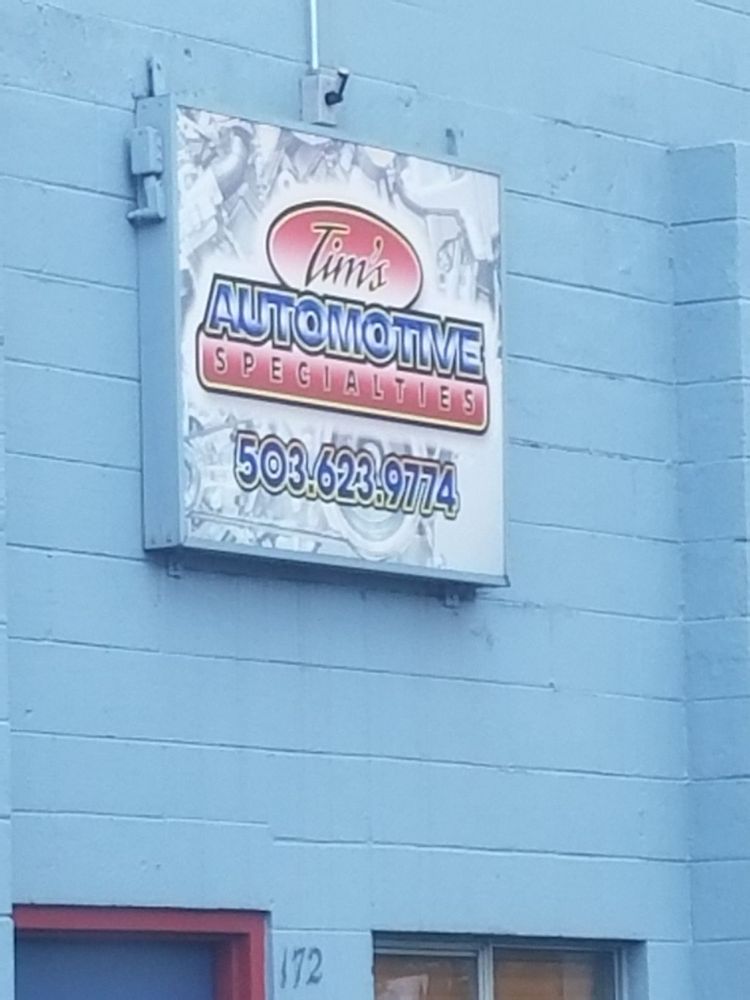 Tim's
AUTOMOTIVE
SPECIALTIES
503.623.9774
172